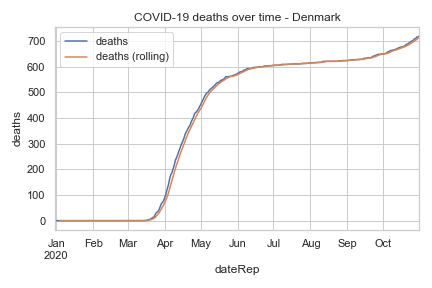 COVID-19 deaths over time - Denmark
deaths
deaths (rolling)
700
600
500
400
300
200
100
0
deaths
Jan Feb Mar Apr May Jun Jul Aug Sep Oct
2020
dateRep